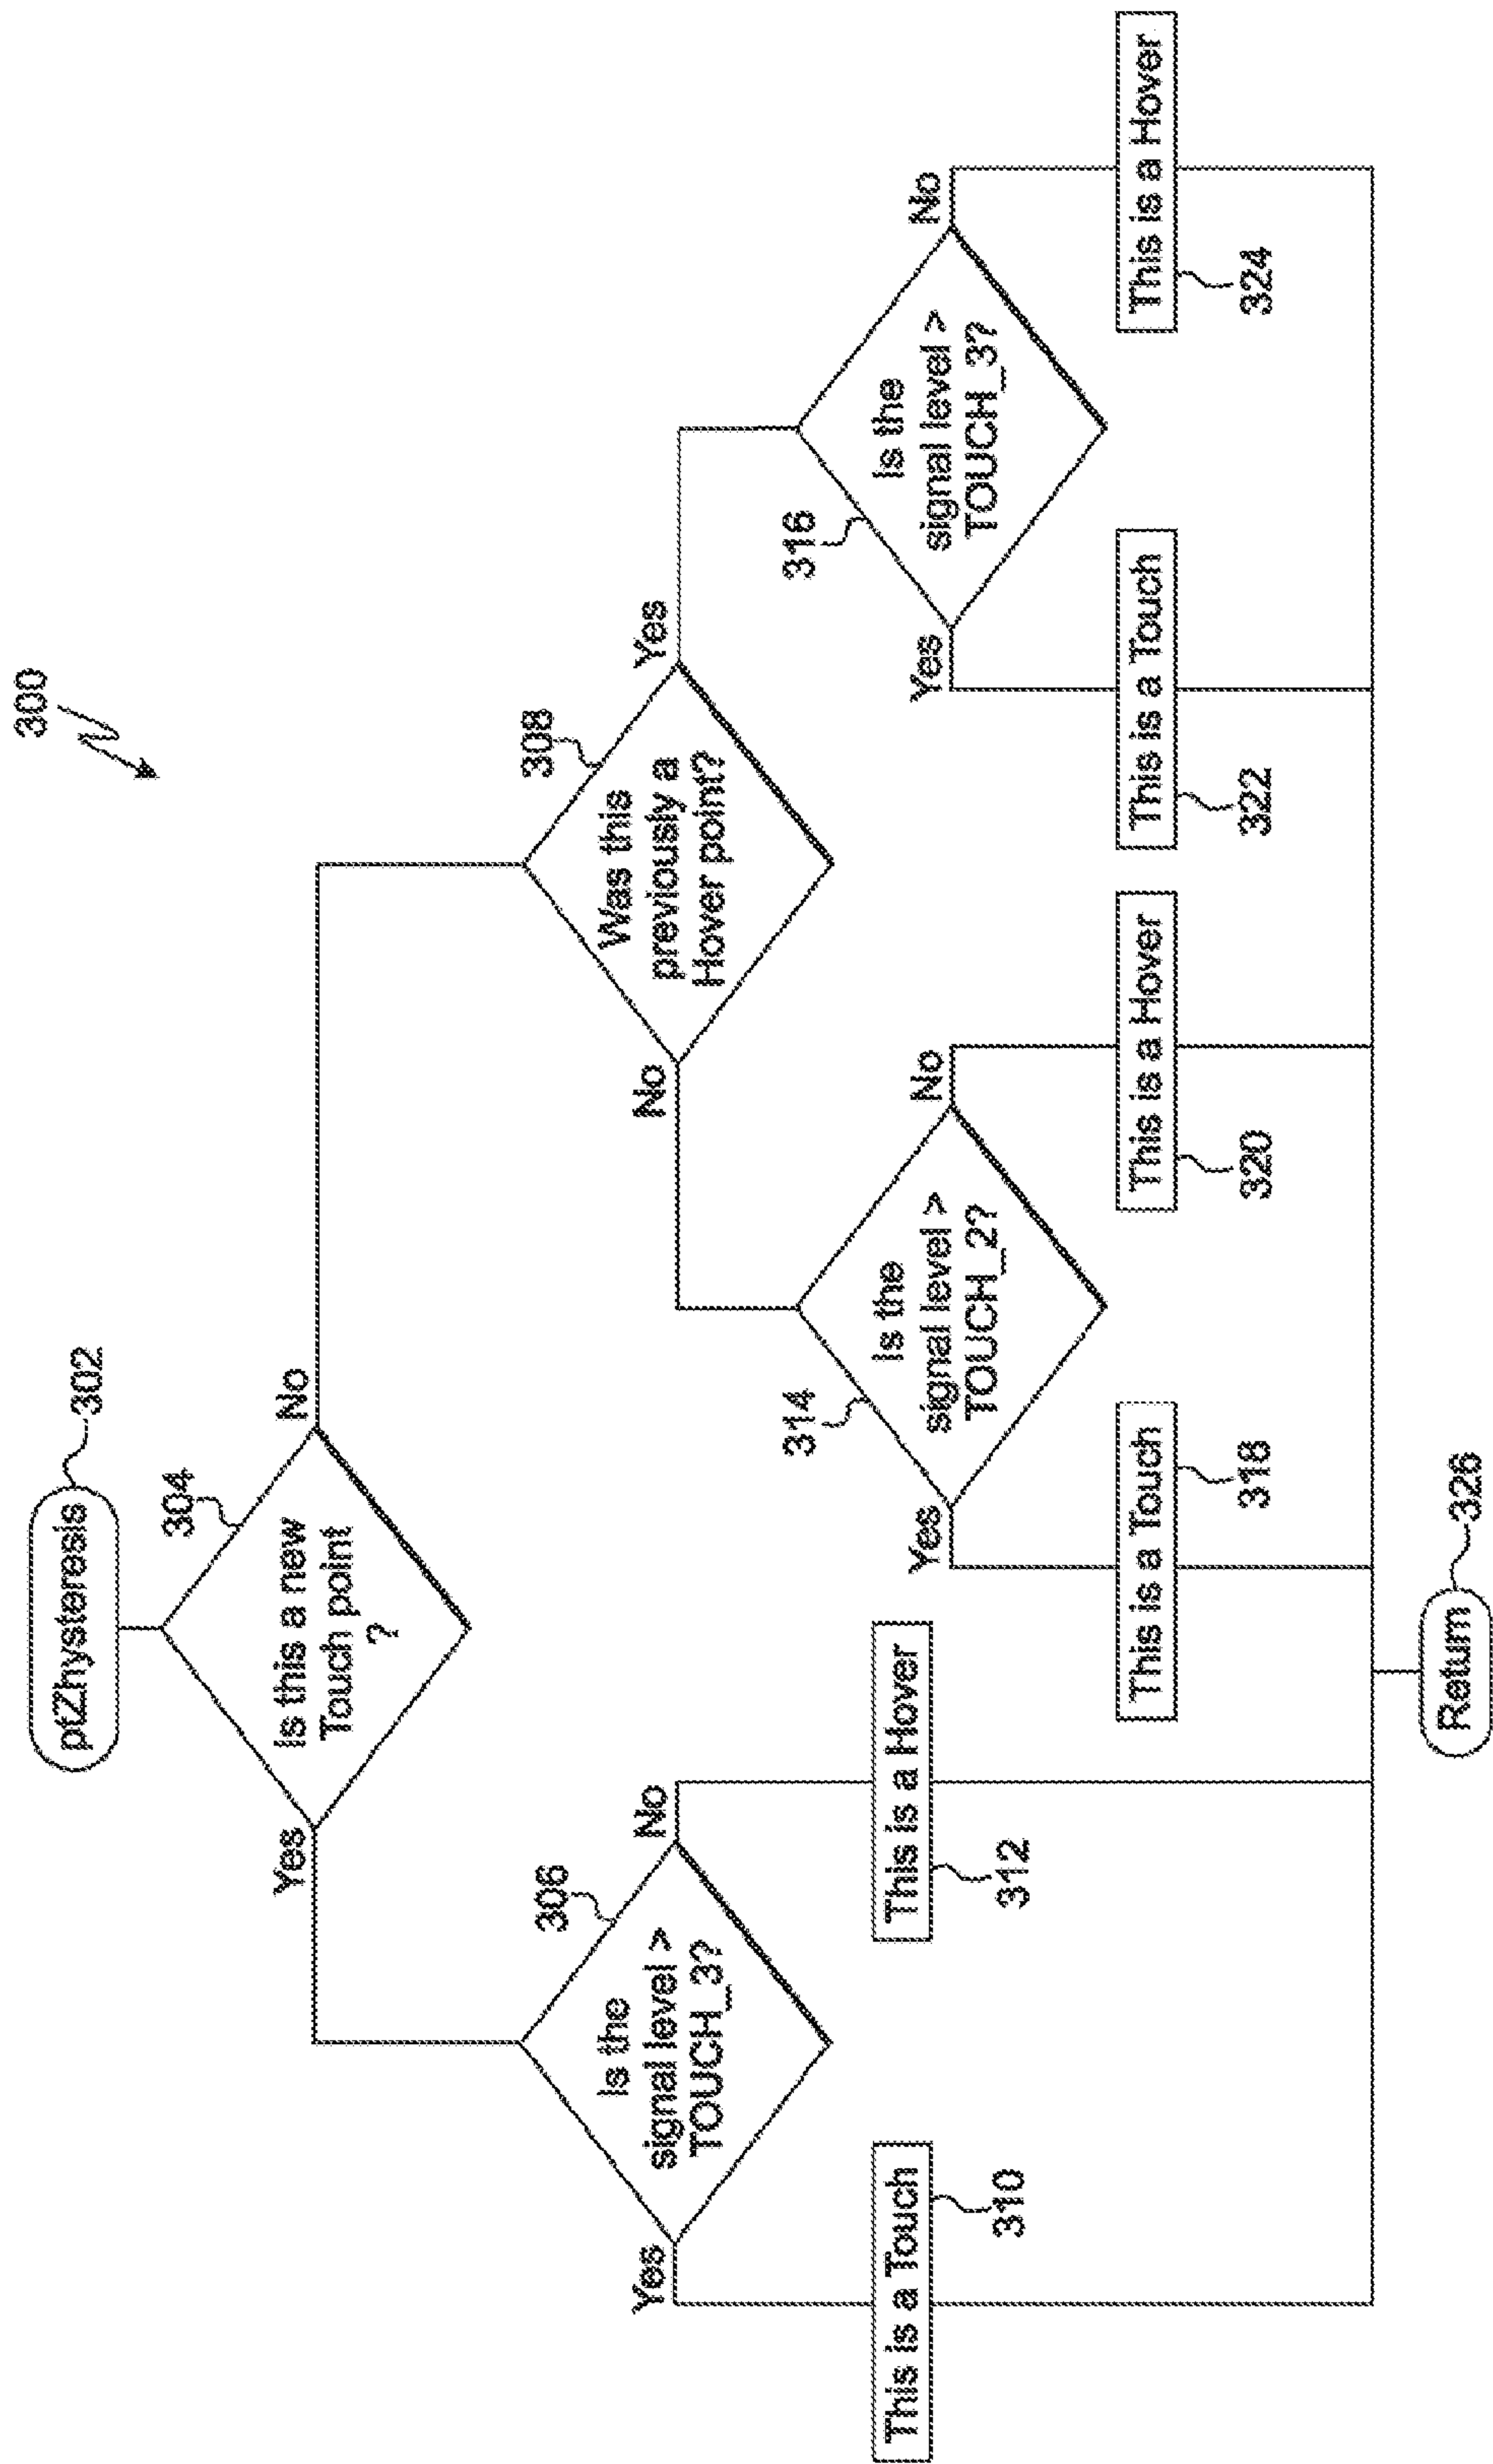 300
ptZhysteresis
302
304
Is this a new
Touch point
?
Yes
No
306
Is the
signal level >
TOUCH_3?
Yes
No
308
Was this
previously a
Hover point?
No
Yes
This is a Touch
310
This is a Hover
312
314
Is the
signal level >
TOUCH_2?
Yes
No
316
Is the
signal level >
TOUCH_3?
Yes
No
This is a Touch
318
This is a Hover
320
This is a Touch
322
This is a Hover
324
Return
326